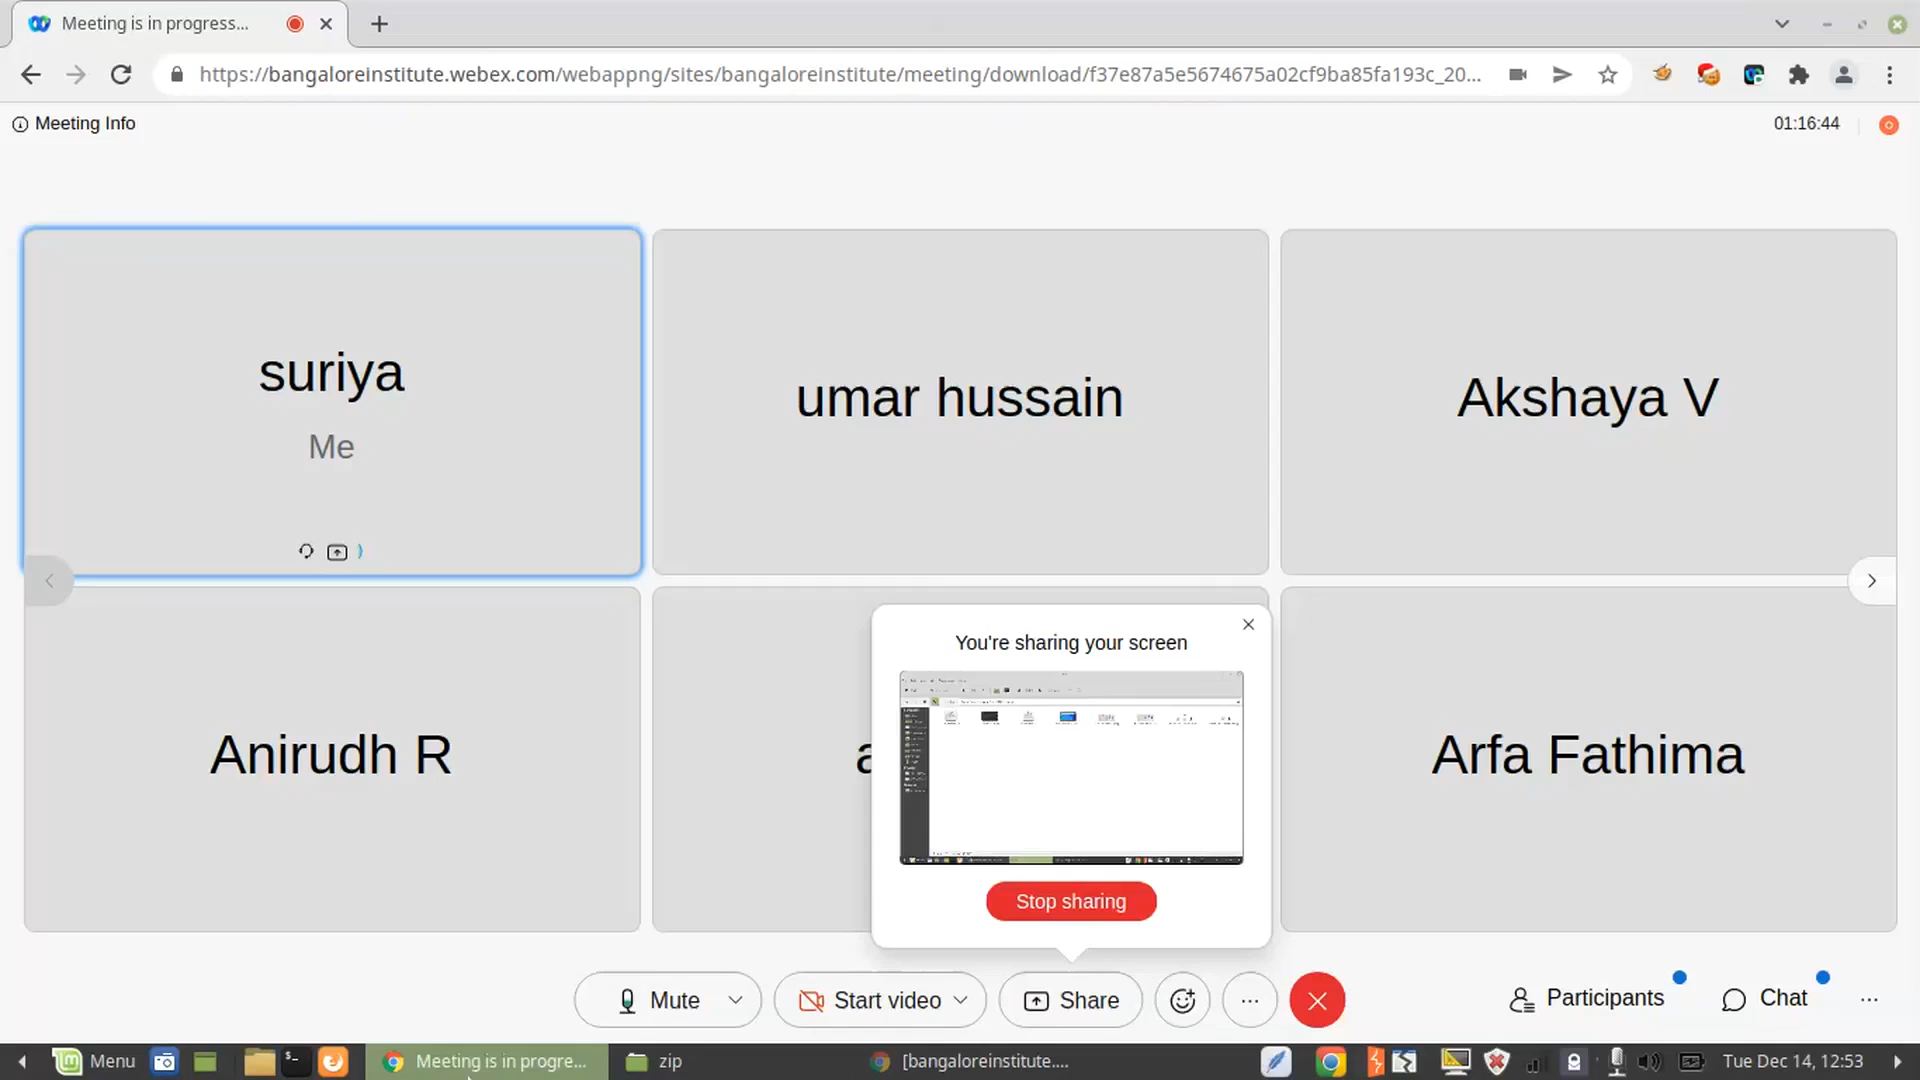 Meeting is in progress...
https://bangaloreinstitute.webex.com/webappng/sites/bangaloreinstitute/meeting/download/f37e87a5e5674675a02cf9ba85fa193c_20...
Meeting Info
01:16:44
suriya
Me
umar hussain
Akshaya V
Anirudh R
a
Arfa Fathima
You're sharing your screen
Stop sharing
Mute
Start video
Share
...
Participants
Chat
...
Menu
Meeting is in progre...
zip
[bangaloreinstitute....
Tue Dec 14, 12:53